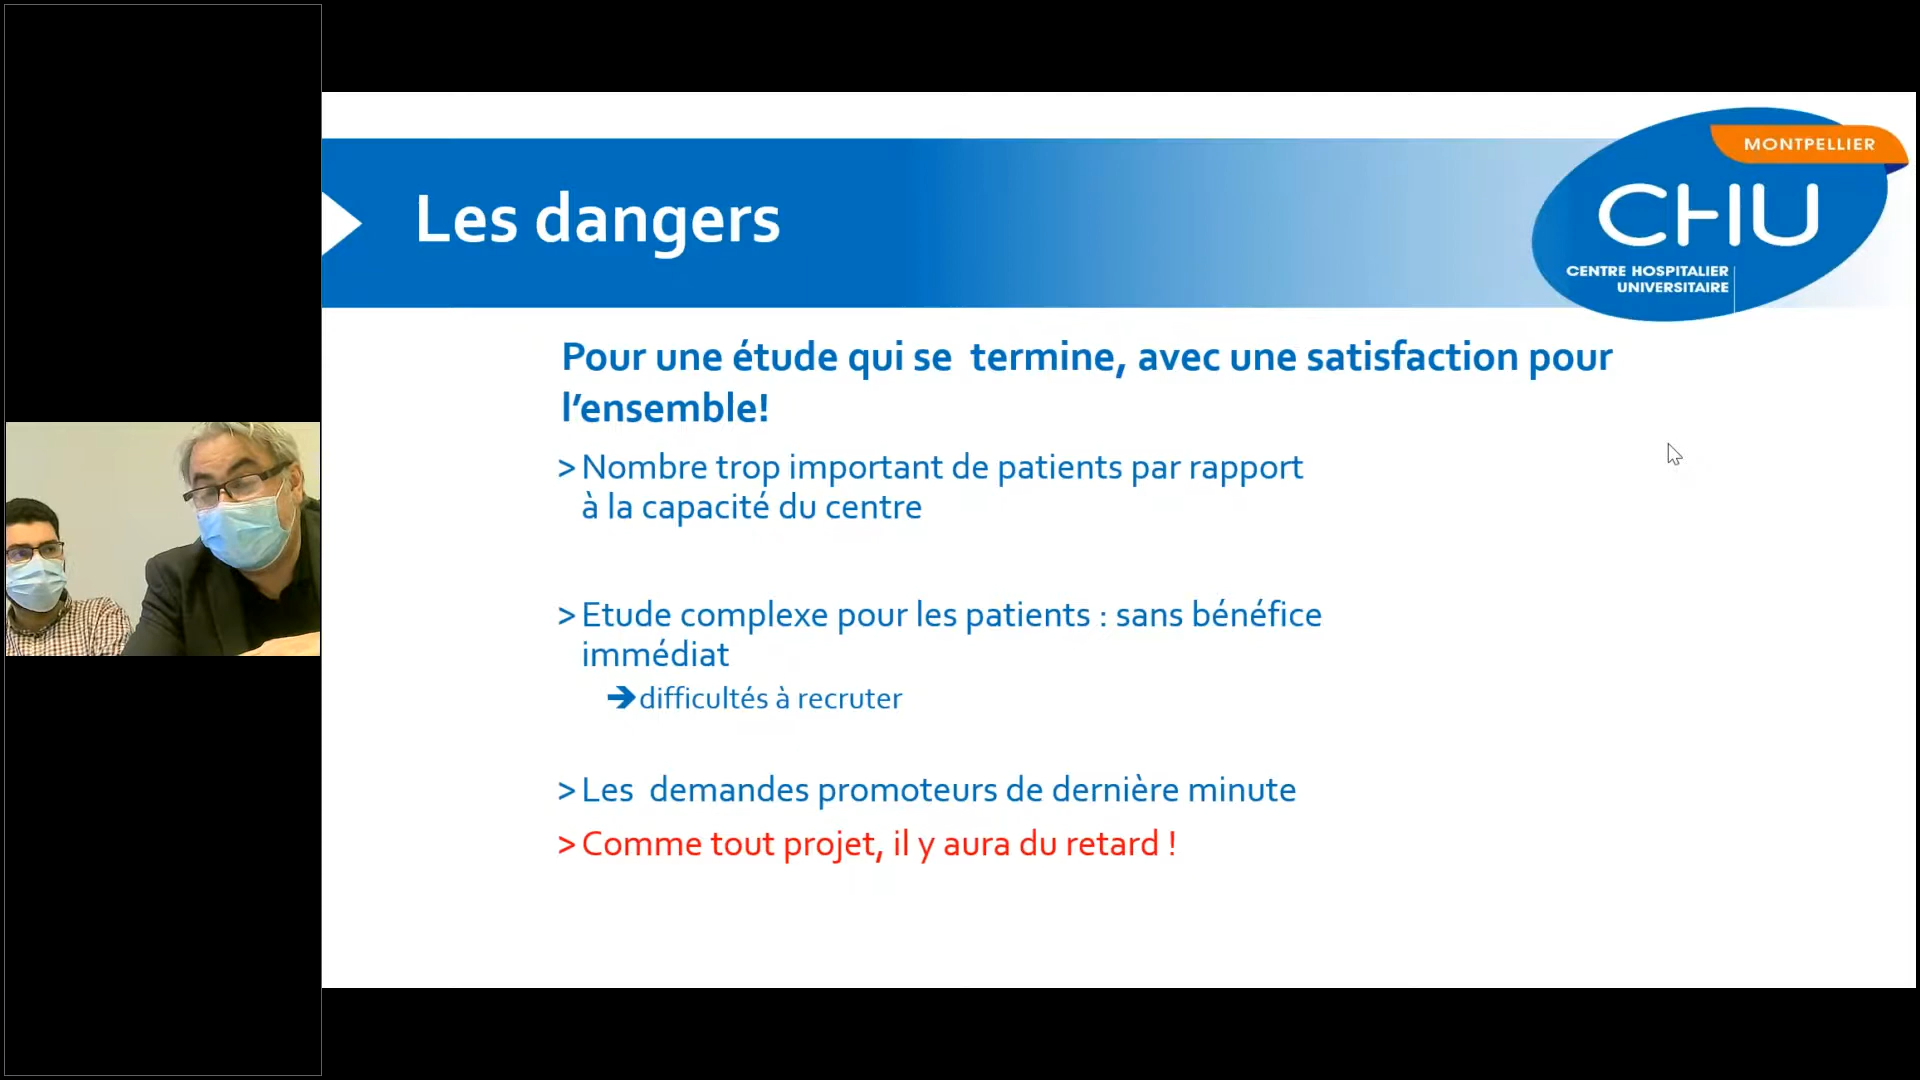 Les dangers
MONTPELLIER
CHU
CENTRE HOSPITALIER
UNIVERSITAIRE
Pour une étude qui se  termine, avec une satisfaction pour
l’ensemble!
> Nombre trop important de patients par rapport
à la capacité du centre
> Etude complexe pour les patients : sans bénéfice
immédiat
➔ difficultés à recruter
> Les  demandes promoteurs de dernière minute
> Comme tout projet, il y aura du retard !